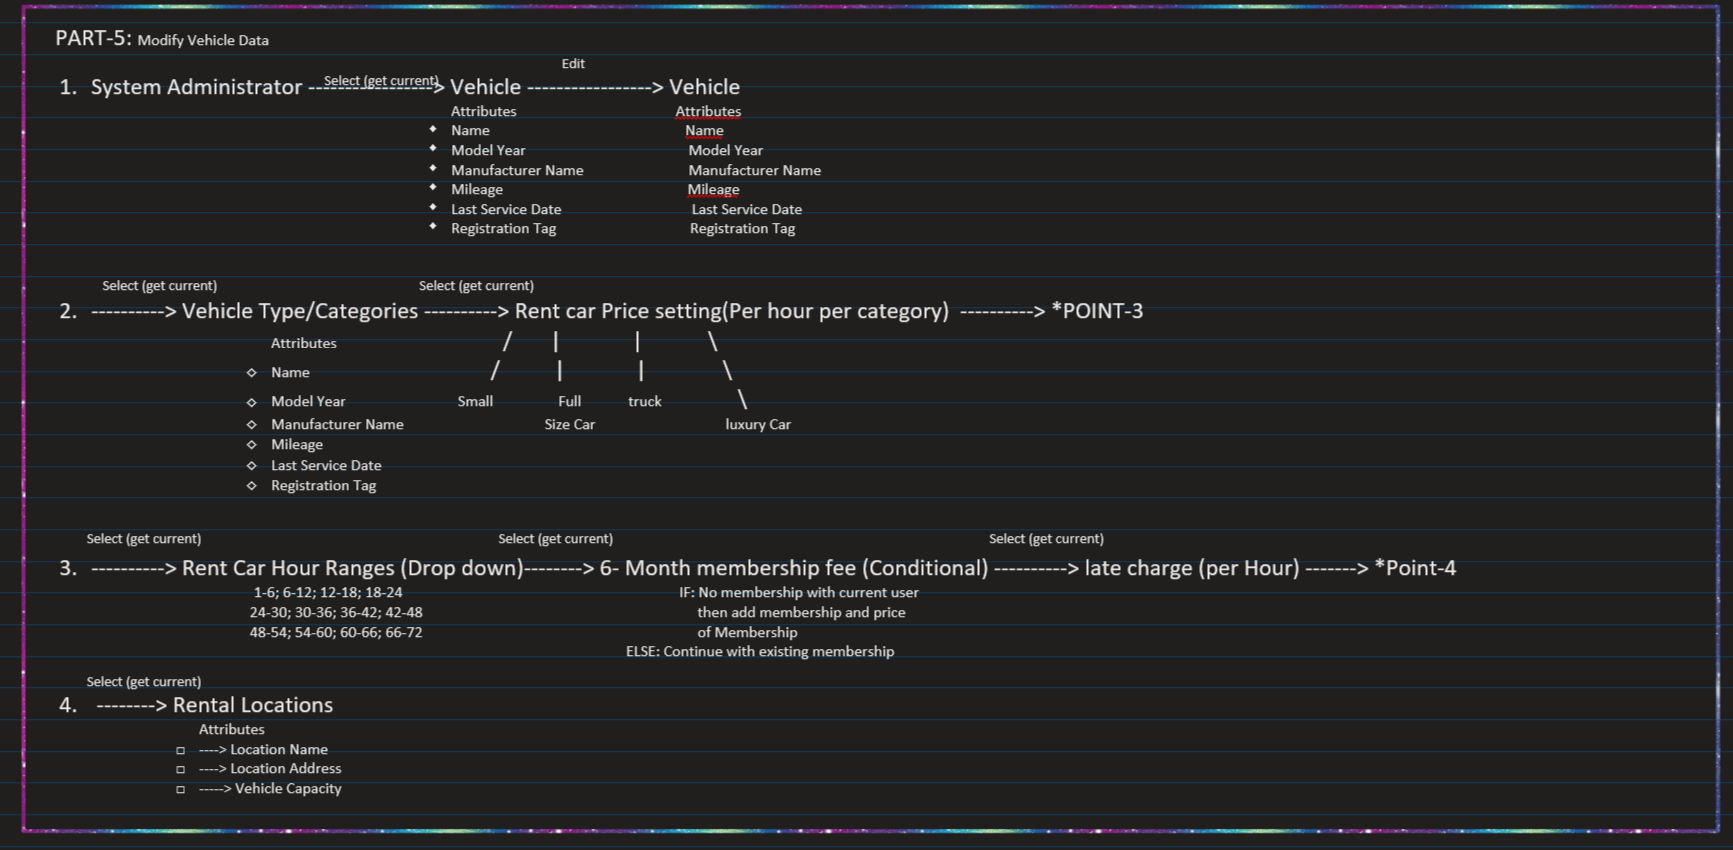 PART-5: Modify Vehicle Data
Edit
1. System Administrator -----------------> Vehicle -----------------> Vehicle
Select (get current)
Attributes Attributes
◆ Name Name
◆ Model Year Model Year
◆ Manufacturer Name Manufacturer Name
◆ Mileage Mileage
◆ Last Service Date Last Service Date
◆ Registration Tag Registration Tag
Select (get current) Select (get current)
2. ----------> Vehicle Type/Categories ----------> Rent car Price setting(Per hour per category) ----------> *POINT-3
Attributes / | | \
◇ Name / | | \
◇ Model Year Small Full truck \
◇ Manufacturer Name Size Car luxury Car
◇ Mileage
◇ Last Service Date
◇ Registration Tag
Select (get current) Select (get current) Select (get current)
3. ----------> Rent Car Hour Ranges (Drop down)--------> 6- Month membership fee (Conditional) ----------> late charge (per Hour) -------> *Point-4
1-6; 6-12; 12-18; 18-24 IF: No membership with current user
24-30; 30-36; 36-42; 42-48 then add membership and price
48-54; 54-60; 60-66; 66-72 of Membership
ELSE: Continue with existing membership
Select (get current)
4. --------> Rental Locations
Attributes
□ ----> Location Name
□ ----> Location Address
□ -----> Vehicle Capacity